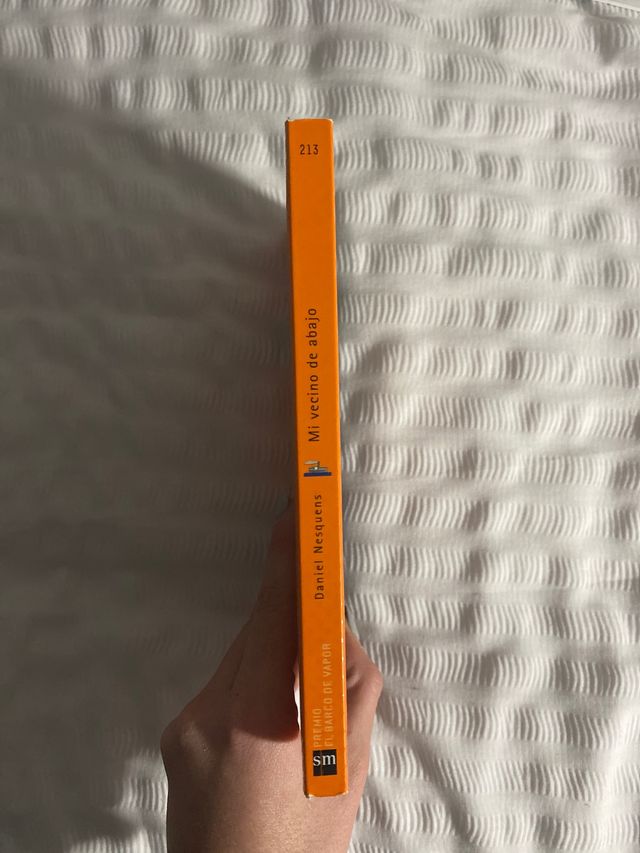 213
Mi vecino de abajo
Daniel Nesquens
PREMIO
EL BARCO DE VAPOR
sm